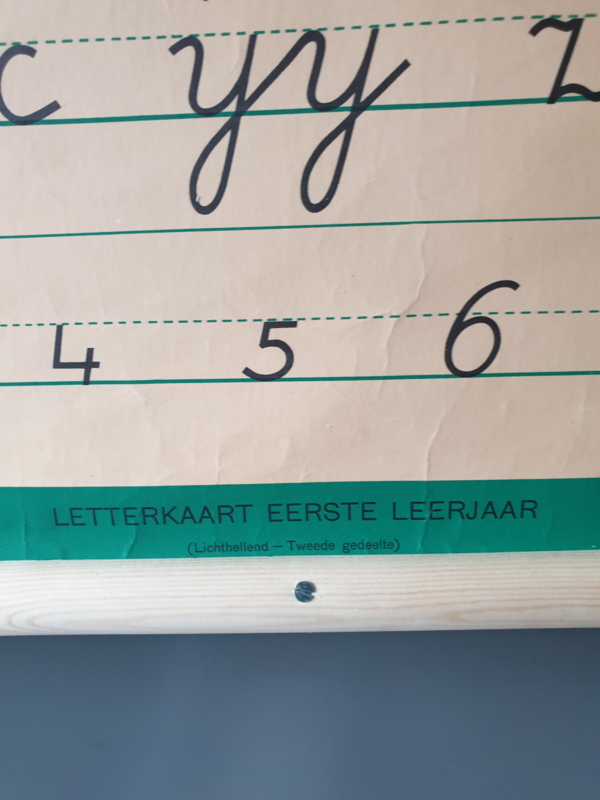 c yy z
4 5 6
LETTERKAART EERSTE LEERJAAR
(Lichthellend — Tweede gedeelte)